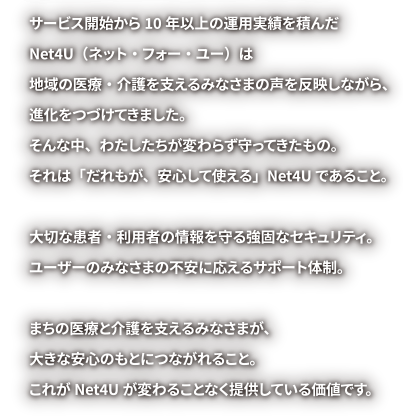 サービス開始から 10 年以上の運用実績を積んだ
Net4U（ネット・フォー・ユー）は
地域の医療・介護を支えるみなさまの声を反映しながら、
進化をつづけてきました。
そんな中、わたしたちが変わらず守ってきたもの。
それは「だれもが、安心して使える」Net4U であること。
大切な患者・利用者の情報を守る強固なセキュリティ。
ユーザーのみなさまの不安に応えるサポート体制。
まちの医療と介護を支えるみなさまが、
大きな安心のもとにつながれること。
これが Net4U が変わることなく提供している価値です。